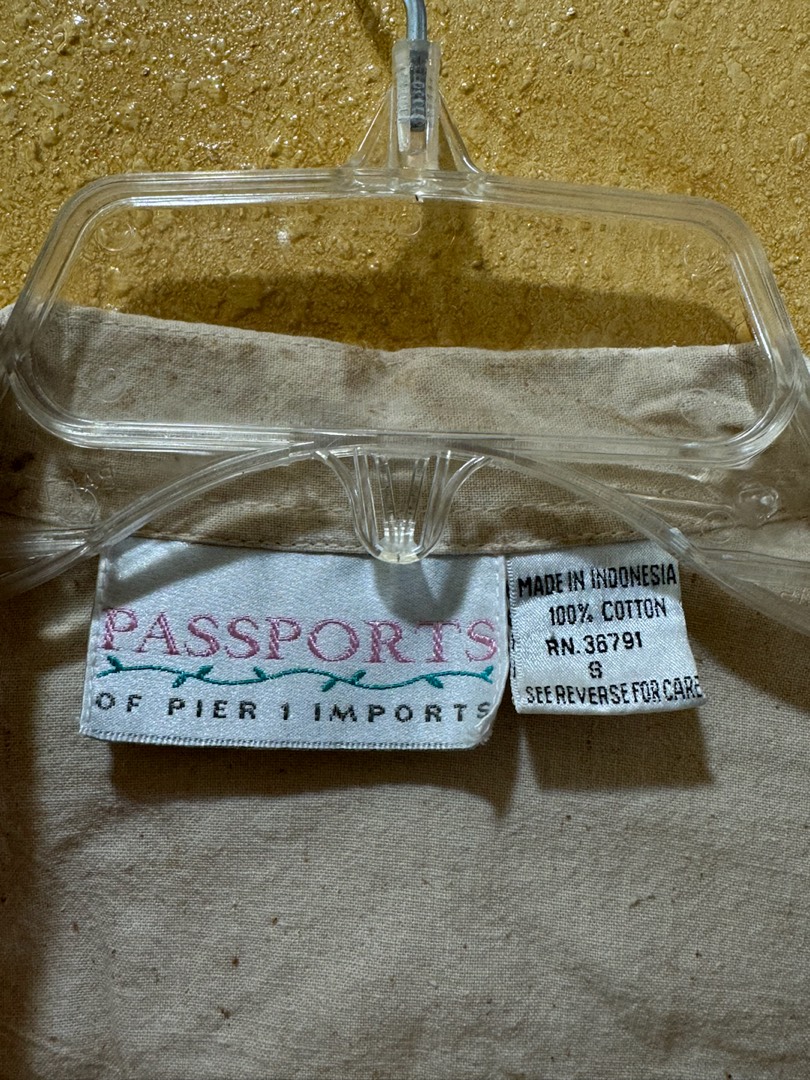 PASSPORTS
OF PIER 1 IMPORTS
MADE IN INDONESIA
100% COTTON
RN.36791
S
SEE REVERSE FOR CARE